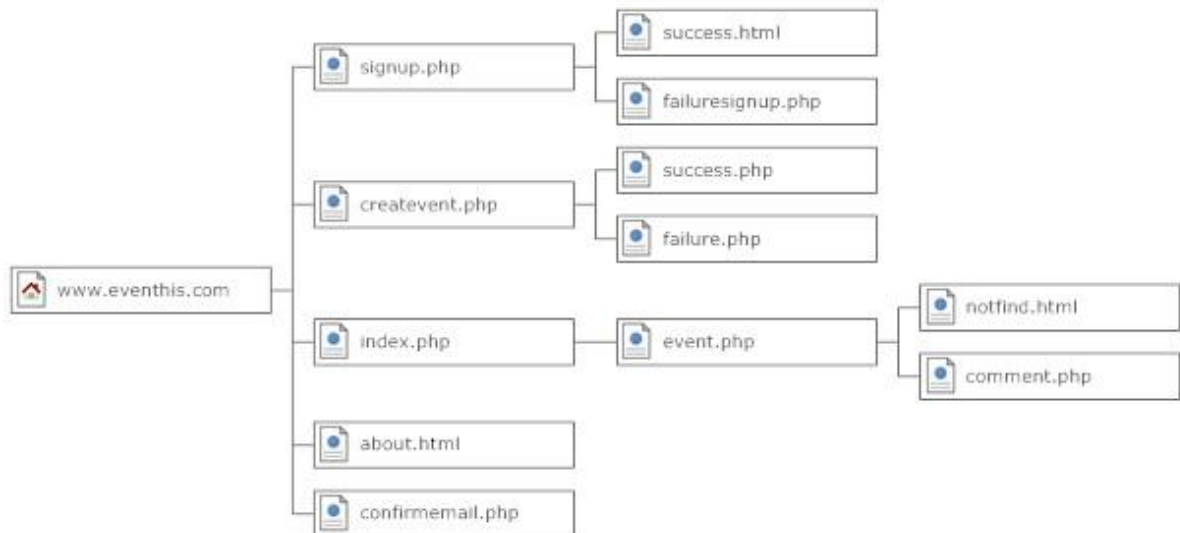 success.html
signup.php
failuresignup.php
success.php
createvent.php
failure.php
www.eventhis.com
notfind.html
index.php
event.php
comment.php
about.html
confirmemail.php